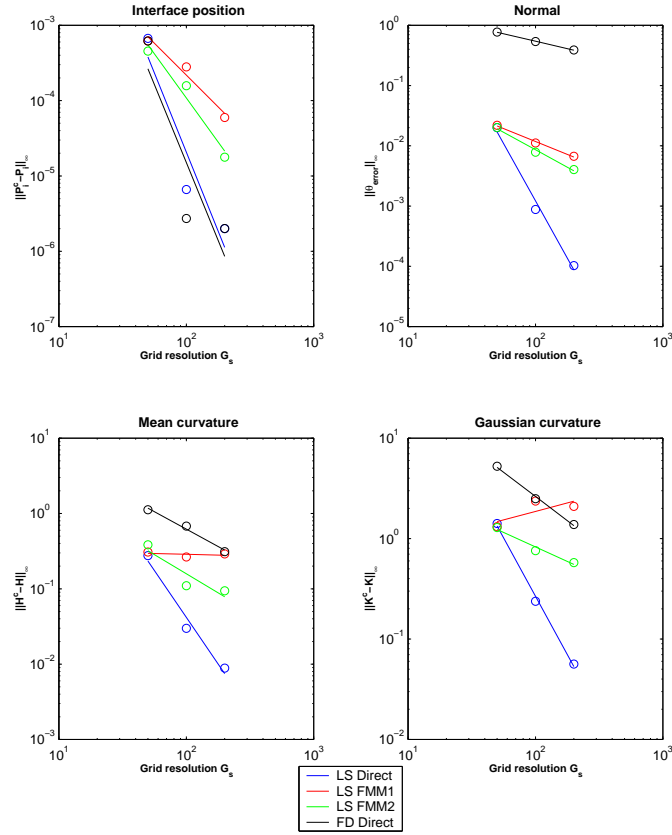 Interface position
10^-3
10^-4
10^-5
10^-6
10^-7
||P_i^c−P_i||_∞
10^1
10^2
10^3
Grid resolution G_s
Normal
10^0
10^-1
10^-2
10^-3
10^-4
10^-5
||θ_error||_∞
10^1
10^2
10^3
Grid resolution G_s
Mean curvature
10^1
10^0
10^-1
10^-2
10^-3
||H^c−H||_∞
10^1
10^2
10^3
Grid resolution G_s
Gaussian curvature
10^1
10^0
10^-1
10^-2
||K^c−K||_∞
10^1
10^2
10^3
Grid resolution G_s
LS Direct
LS FMM1
LS FMM2
FD Direct